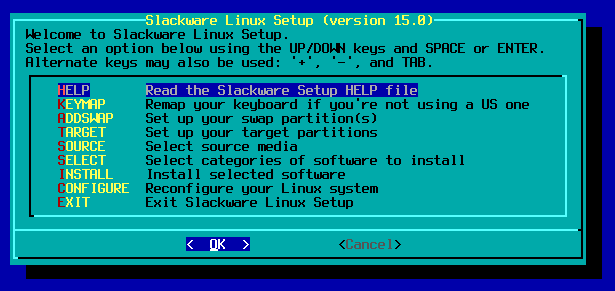 Slackware Linux Setup (version 15.0)
Welcome to Slackware Linux Setup.
Select an option below using the UP/DOWN keys and SPACE or ENTER.
Alternate keys may also be used: '+', '-', and TAB.
HELP Read the Slackware Setup HELP file
KEYMAP Remap your keyboard if you're not using a US one
ADDSWAP Set up your swap partition(s)
TARGET Set up your target partitions
SOURCE Select source media
SELECT Select categories of software to install
INSTALL Install selected software
CONFIGURE Reconfigure your Linux system
EXIT Exit Slackware Linux Setup
< OK > <Cancel>